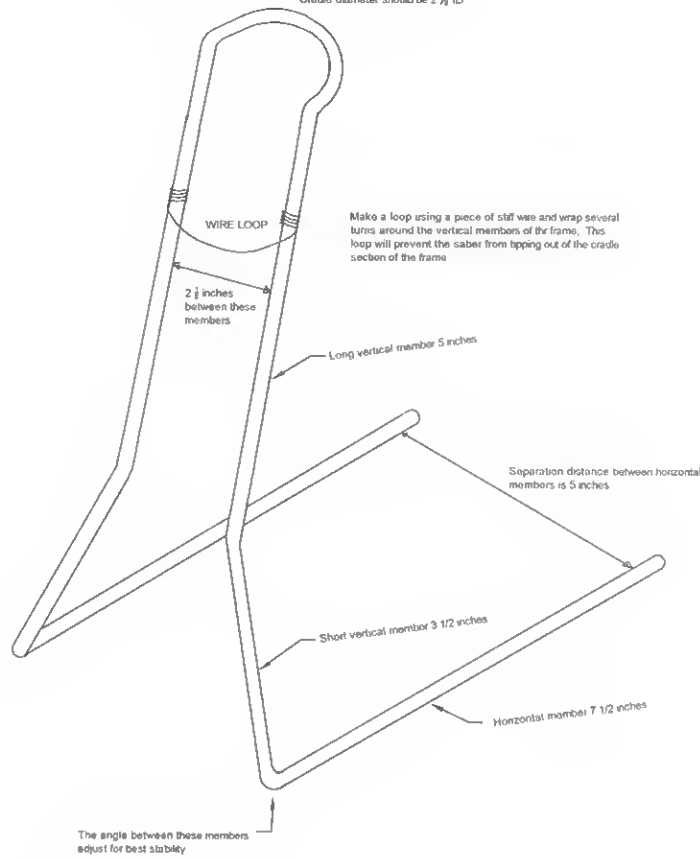 Cradle diameter should be 2 ⅞ ID
WIRE LOOP
Make a loop using a piece of stiff wire and wrap several
turns around the vertical members of thr frame, This
loop will prevent the saber from tipping out of the cradle
section of the frame
inches
between these
members
Long vertical member 5 inches
Separation distance between horizontal
members is 5 inches
Short vertical member 3 1/2 inches
Horizontal member 7 1/2 inches
The angle between these members
adjust for best stability